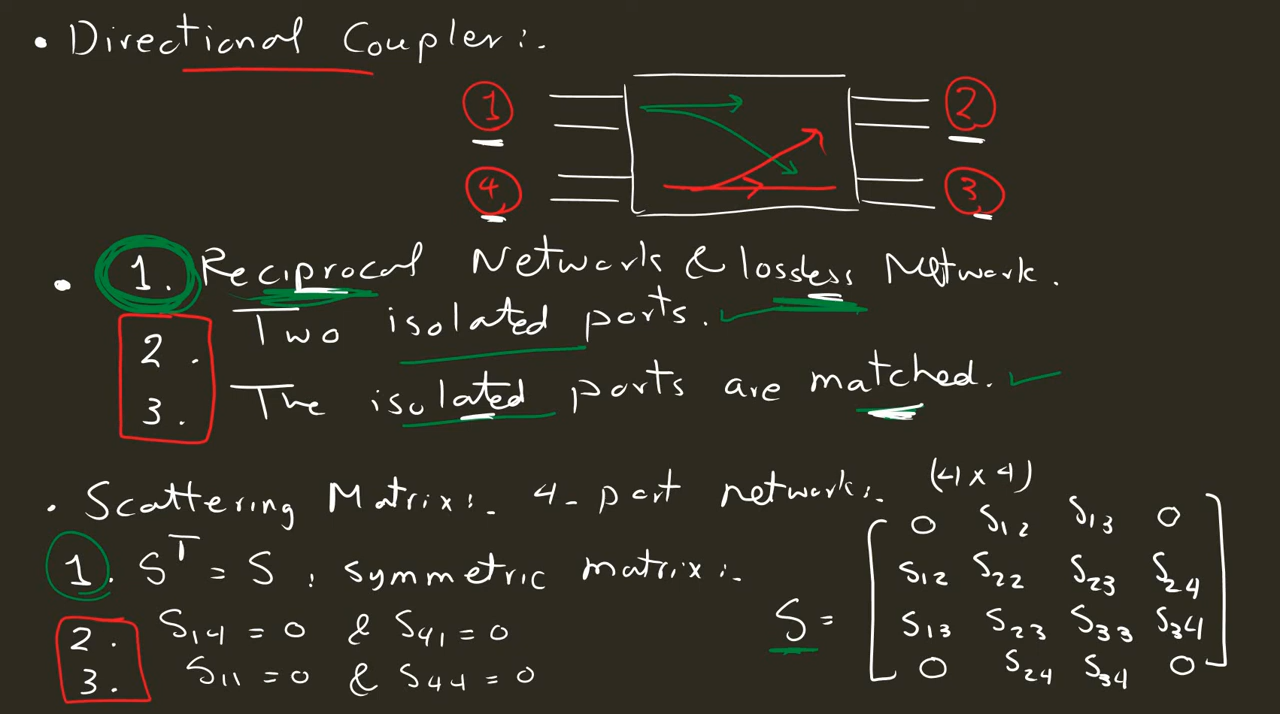 • Directional Coupler:.
1 2
4 3
• 1. Reciprocal Network & lossless Network.
2. Two isolated ports.
3. The isolated ports are matched.
. Scattering Matrix:. 4-port network:. (4x4)
1. S^T = S : symmetric matrix:.
2. S14 = 0 & S41 = 0
3. S11 = 0 & S44 = 0
S =
0 S12 S13 0
S12 S22 S23 S24
S13 S23 S33 S34
0 S24 S34 0